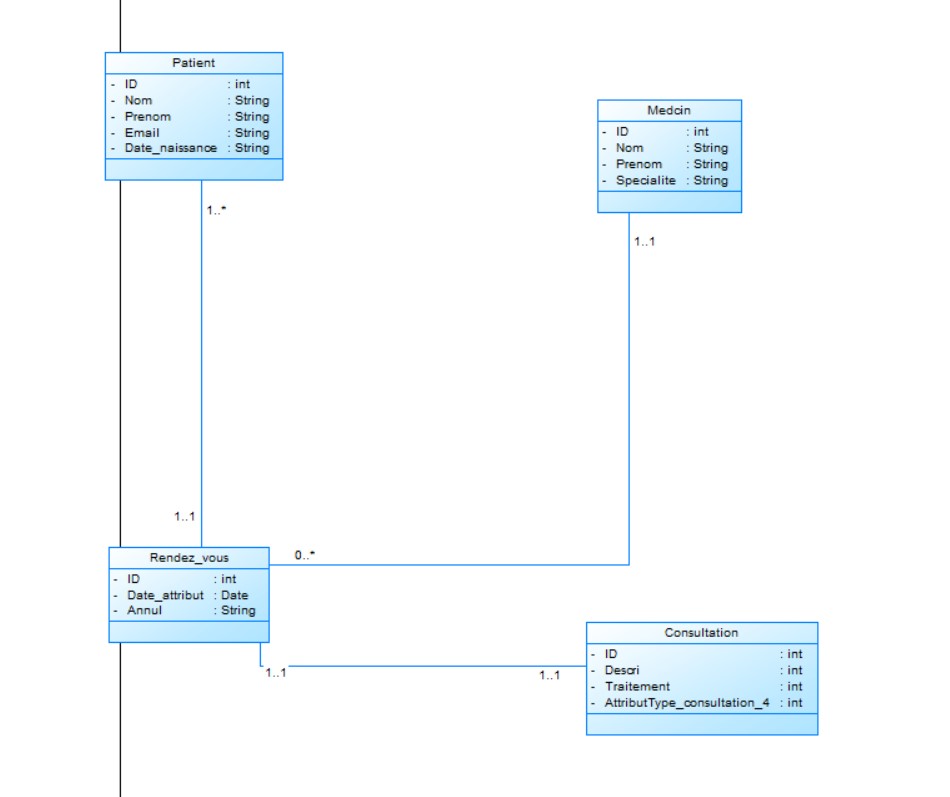 Patient
- ID : int
- Nom : String
- Prenom : String
- Email : String
- Date_naissance : String
1..*
Medcin
- ID : int
- Nom : String
- Prenom : String
- Specialite : String
1..1
1..1
Rendez_vous
- ID : int
- Date_attribut : Date
- Annul : String
0..*
1..1
1..1
Consultation
- ID : int
- Descri : int
- Traitement : int
- AttributType_consultation_4 : int